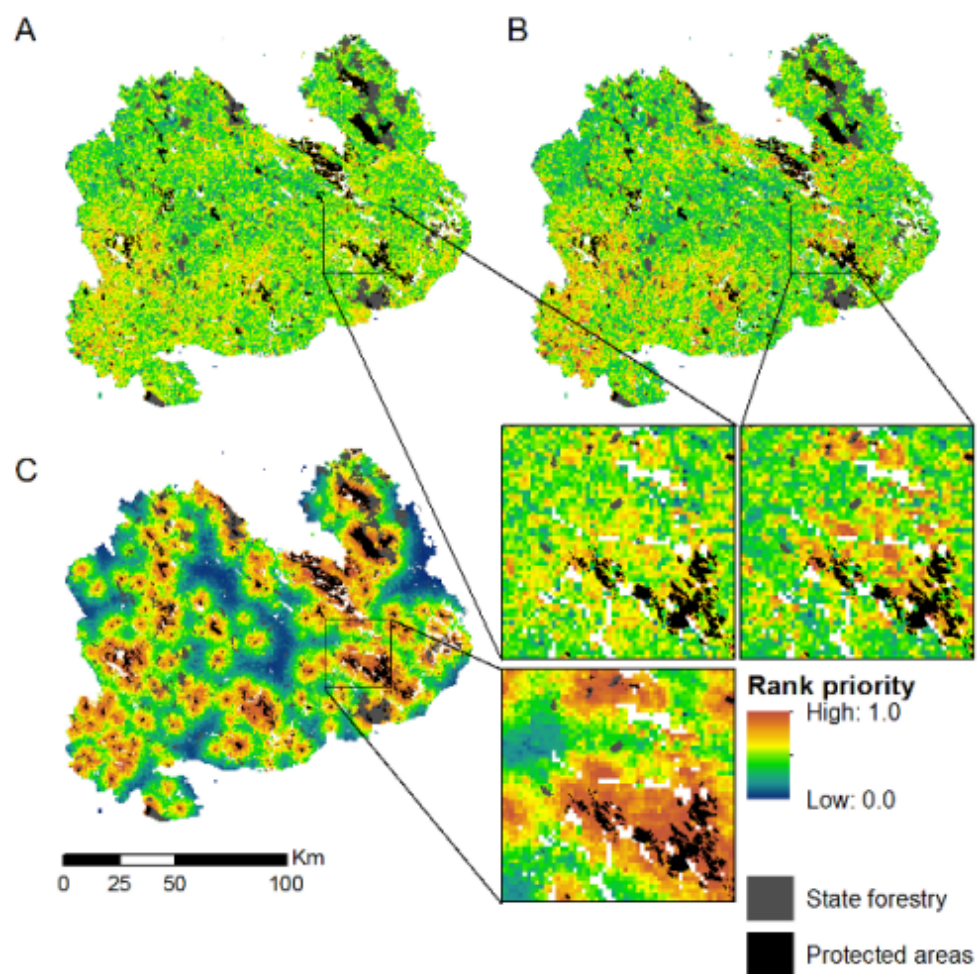 A
B
C
Rank priority
High: 1.0
Low: 0.0
Km
0 25 50 100
State forestry
Protected areas